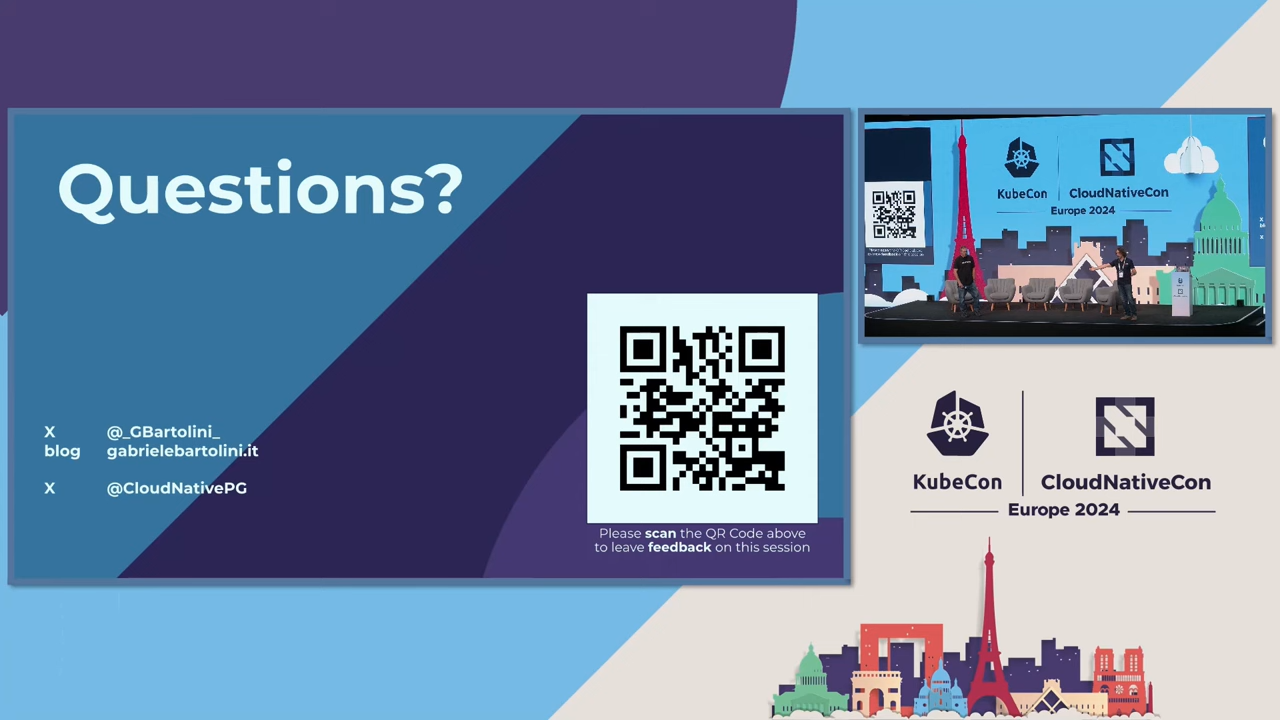 Questions?
X @_GBartolini_
blog gabrielebartolini.it
X @CloudNativePG
Please scan the QR Code above
to leave feedback on this session
KubeCon
CloudNativeCon
Europe 2024
KubeCon
CloudNativeCon
Europe 2024